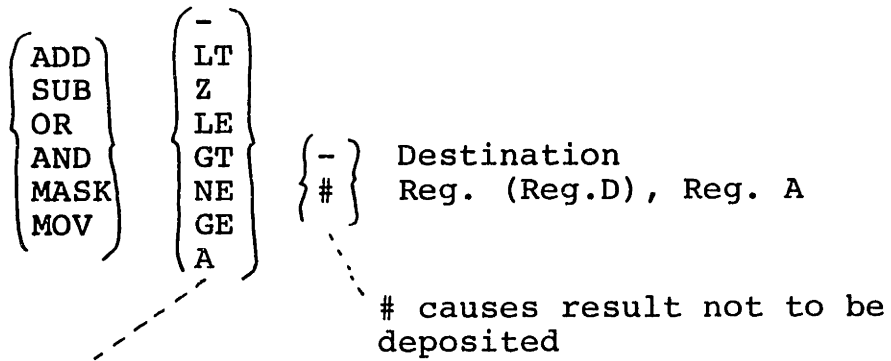 ADD
SUB
OR
AND
MASK
MOV
-
LT
Z
LE
GT
NE
GE
A
-
#
Destination
Reg. (Reg.D), Reg. A
# causes result not to be
deposited